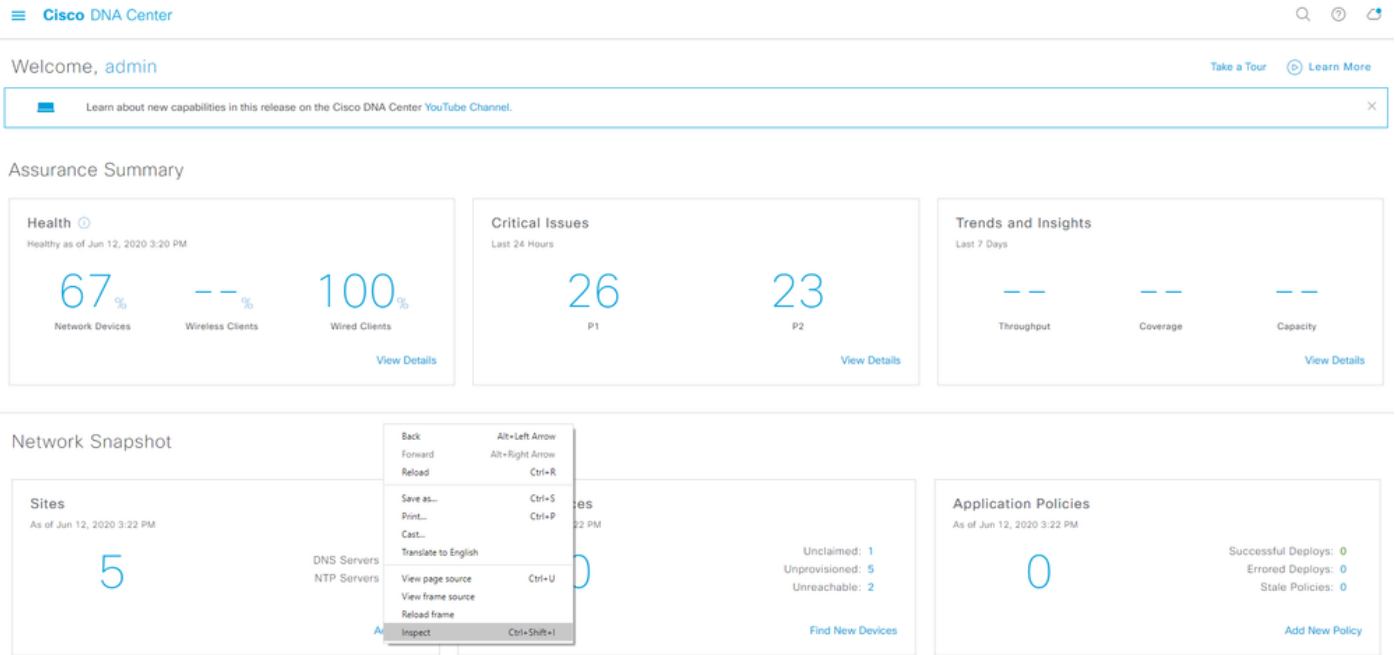 Cisco DNA Center
Welcome, admin
Take a Tour
Learn More
Learn about new capabilities in this release on the Cisco DNA Center YouTube Channel.
Assurance Summary
Health
Healthy as of Jun 12, 2020 3:20 PM
67%
Network Devices
--%
Wireless Clients
100%
Wired Clients
View Details
Critical Issues
Last 24 Hours
26
P1
23
P2
View Details
Trends and Insights
Last 7 Days
--
Throughput
--
Coverage
--
Capacity
View Details
Network Snapshot
Sites
As of Jun 12, 2020 3:22 PM
5
DNS Servers
NTP Servers
Back Alt+Left Arrow
Forward Alt+Right Arrow
Reload Ctrl+R
Save as... Ctrl+S
Print... Ctrl+P
Cast...
Translate to English
View page source Ctrl+U
View frame source
Reload frame
Inspect Ctrl+Shift+I
22 PM
Unclaimed: 1
Unprovisioned: 5
Unreachable: 2
Find New Devices
Application Policies
As of Jun 12, 2020 3:22 PM
0
Successful Deploys: 0
Errored Deploys: 0
Stale Policies: 0
Add New Policy